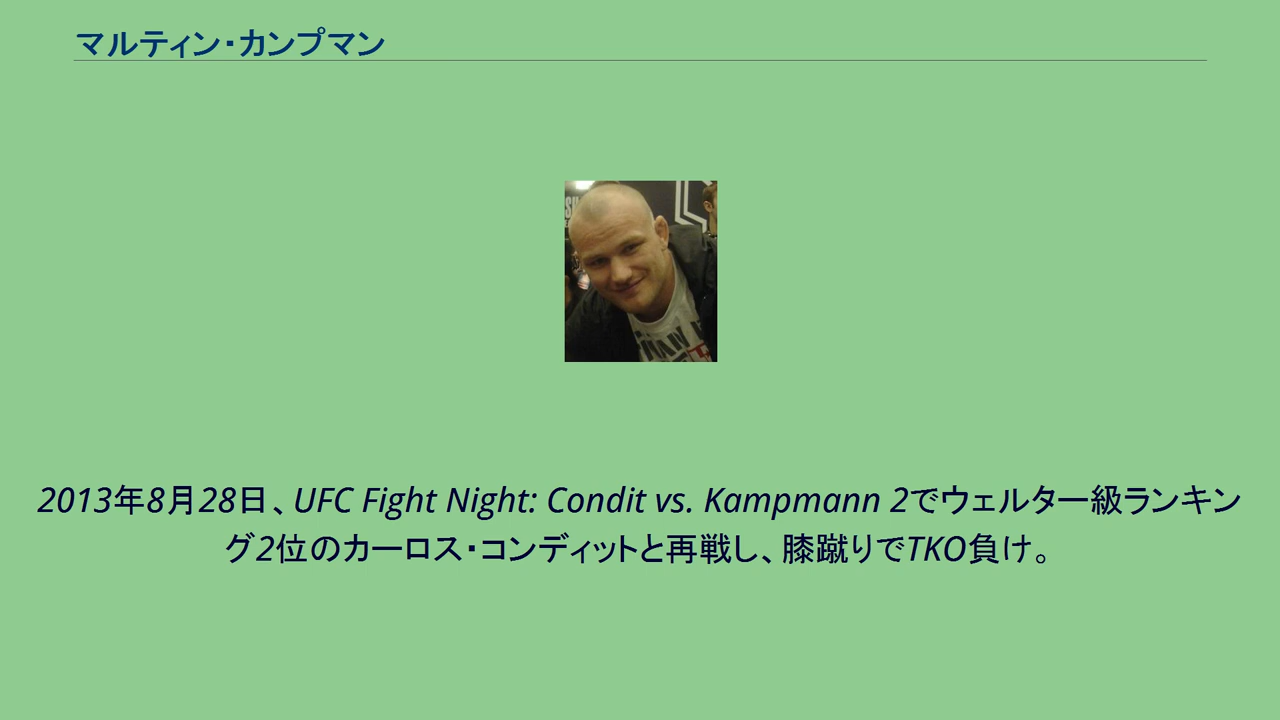 マルティン・カンプマン
2013年8月28日、UFC Fight Night: Condit vs. Kampmann 2でウェルター級ランキン
グ2位のカーロス・コンディットと再戦し、膝蹴りでTKO負け。